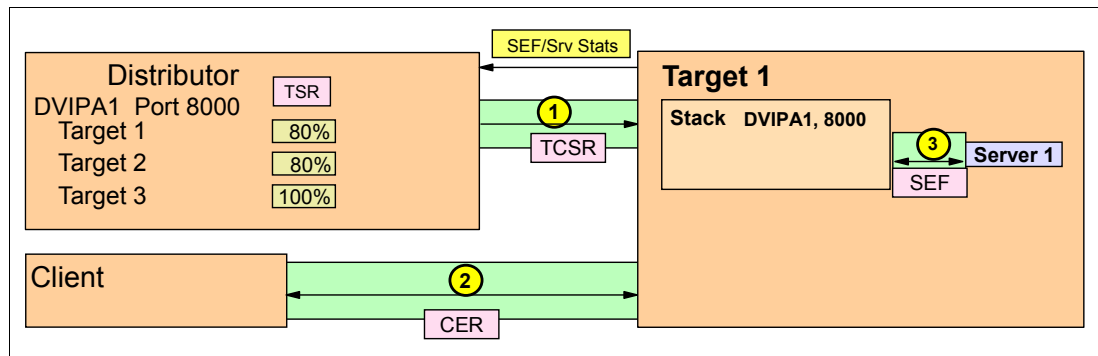 SEF/Srv Stats
Distributor
TSR
DVIPA1 Port 8000
Target 1 80%
Target 2 80%
Target 3 100%
1
TCSR
Target 1
Stack DVIPA1, 8000
3
Server 1
SEF
Client
2
CER